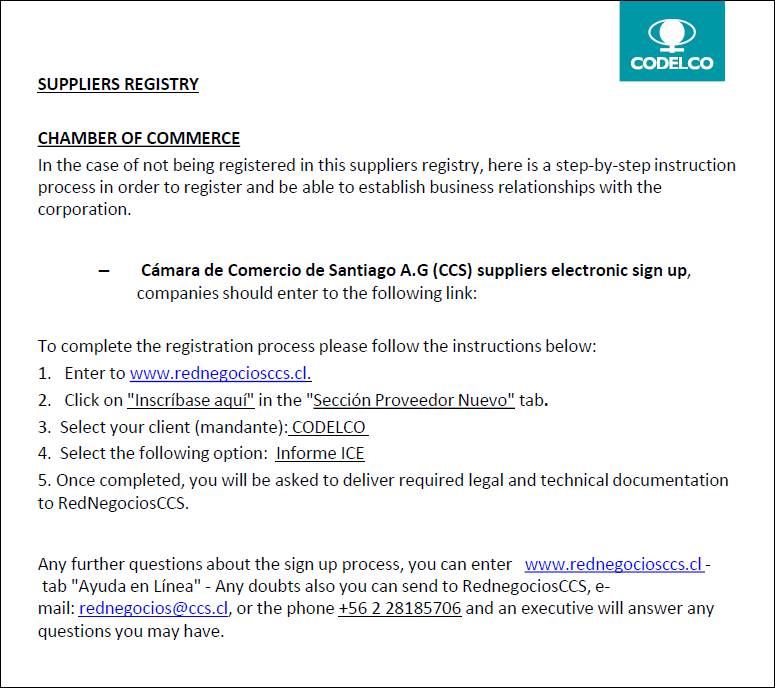 CODELCO
SUPPLIERS REGISTRY
CHAMBER OF COMMERCE
In the case of not being registered in this suppliers registry, here is a step-by-step instruction
process in order to register and be able to establish business relationships with the
corporation.
– Cámara de Comercio de Santiago A.G (CCS) suppliers electronic sign up,
companies should enter to the following link:
To complete the registration process please follow the instructions below:
1. Enter to www.rednegociosccs.cl.
2. Click on "Inscríbase aquí" in the "Sección Proveedor Nuevo" tab.
3. Select your client (mandante): CODELCO
4. Select the following option: Informe ICE
5. Once completed, you will be asked to deliver required legal and technical documentation
to RedNegociosCCS.
Any further questions about the sign up process, you can enter www.rednegociosccs.cl -
tab "Ayuda en Línea" - Any doubts also you can send to RednegociosCCS, e-
mail: rednegocios@ccs.cl, or the phone +56 2 28185706 and an executive will answer any
questions you may have.